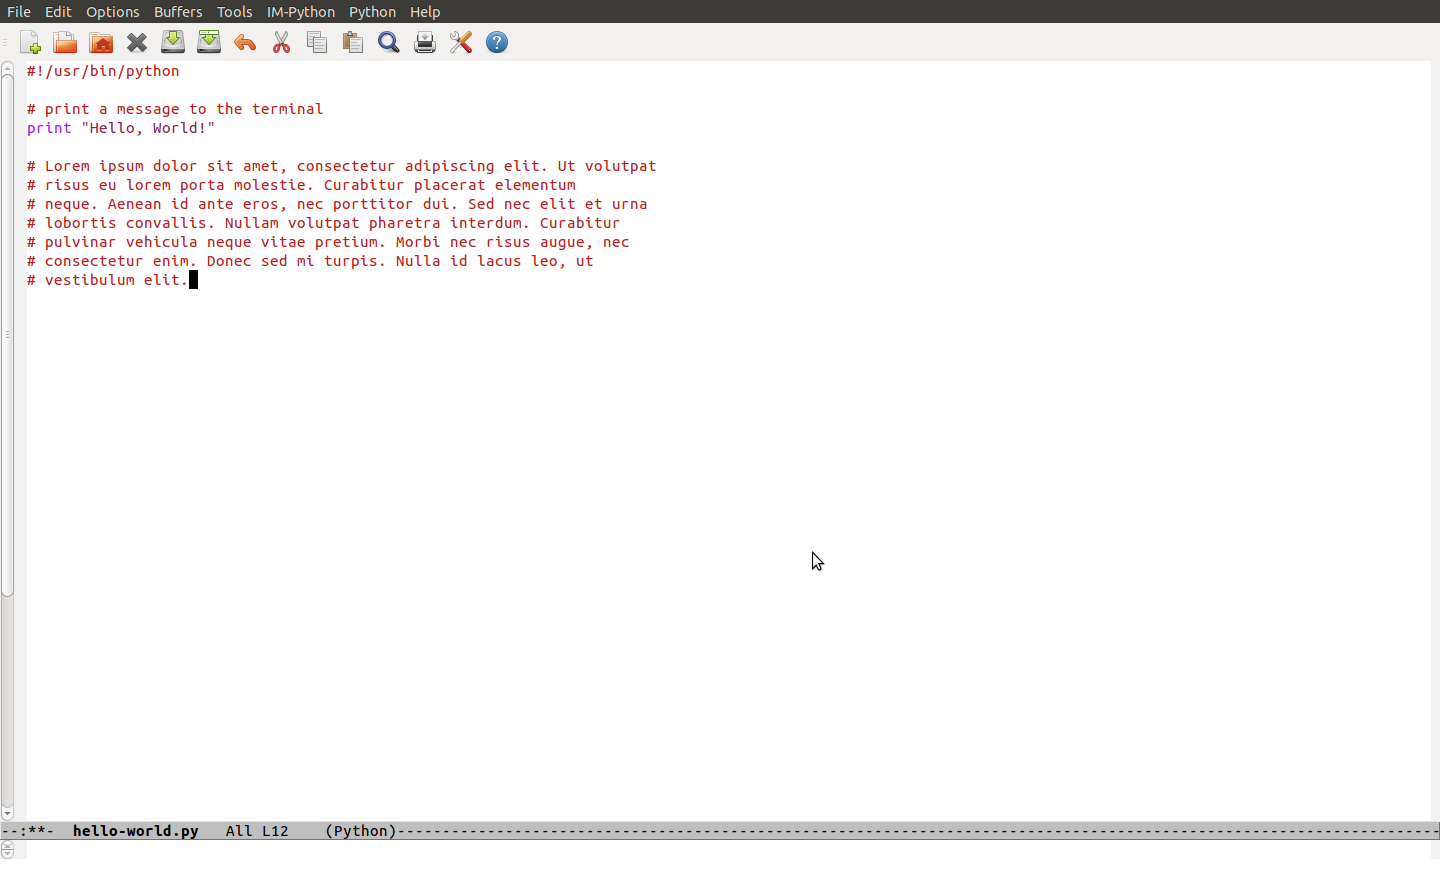 File Edit Options Buffers Tools IM-Python Python Help
#!/usr/bin/python
# print a message to the terminal
print "Hello, World!"
# Lorem ipsum dolor sit amet, consectetur adipiscing elit. Ut volutpat
# risus eu lorem porta molestie. Curabitur placerat elementum
# neque. Aenean id ante eros, nec porttitor dui. Sed nec elit et urna
# lobortis convallis. Nullam volutpat pharetra interdum. Curabitur
# pulvinar vehicula neque vitae pretium. Morbi nec risus augue, nec
# consectetur enim. Donec sed mi turpis. Nulla id lacus leo, ut
# vestibulum elit.
--:**- hello-world.py All L12 (Python)--------------------------------------------------------------------------------------------------------------------